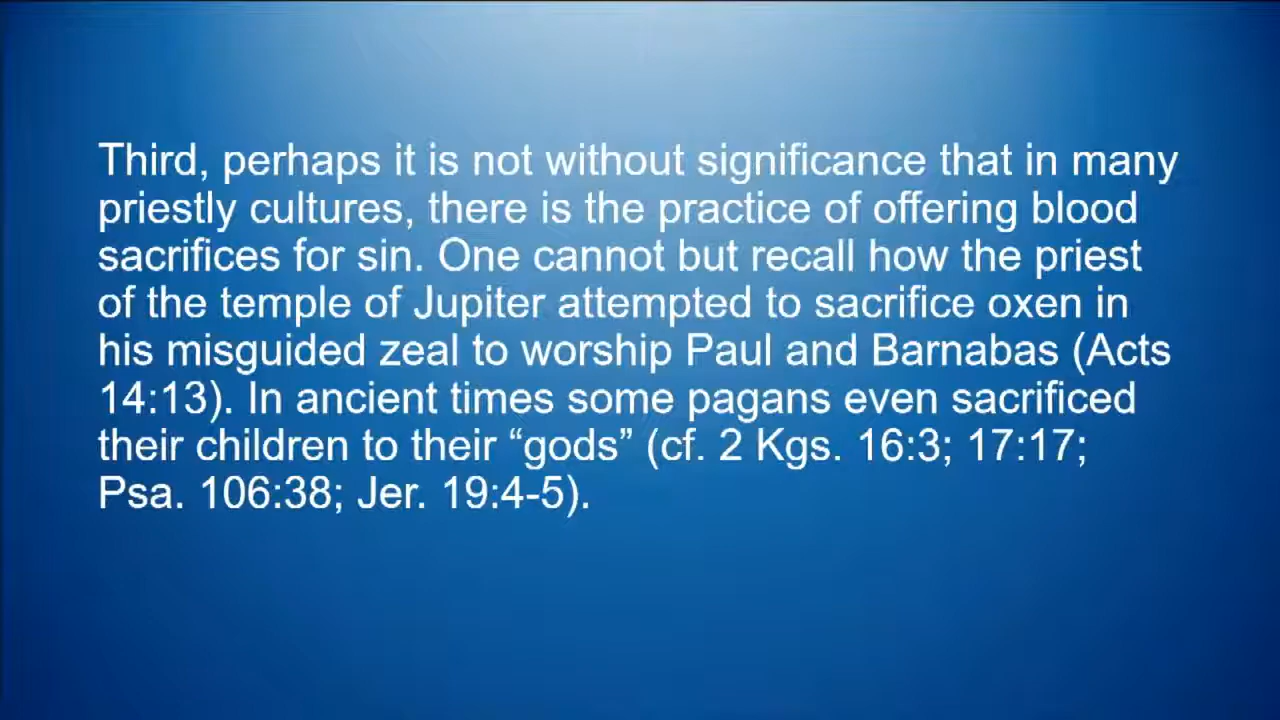 Third, perhaps it is not without significance that in many
priestly cultures, there is the practice of offering blood
sacrifices for sin. One cannot but recall how the priest
of the temple of Jupiter attempted to sacrifice oxen in
his misguided zeal to worship Paul and Barnabas (Acts
14:13). In ancient times some pagans even sacrificed
their children to their “gods” (cf. 2 Kgs. 16:3; 17:17;
Psa. 106:38; Jer. 19:4-5).